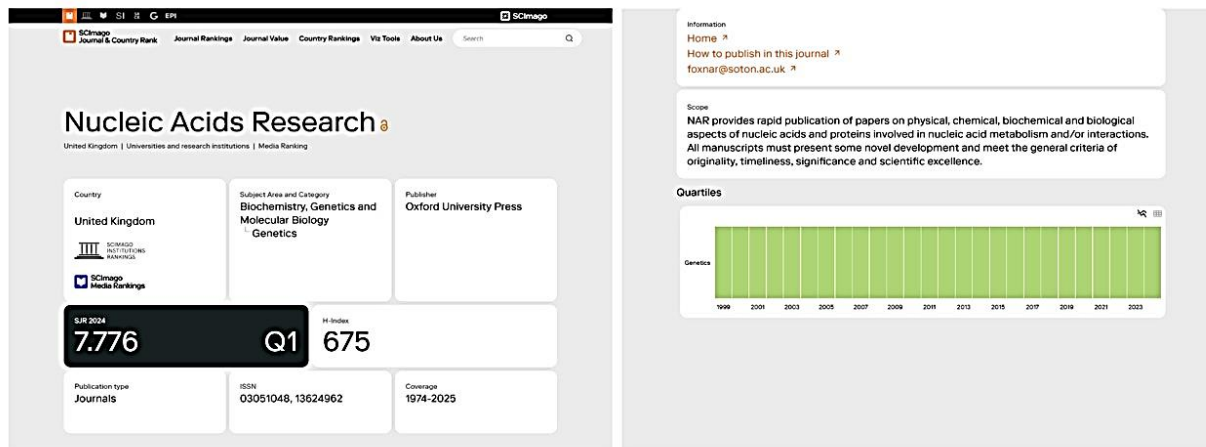 SI G EPI
SCImago
SCImago
Journal & Country Rank
Journal Rankings Journal Value Country Rankings Viz Tools About Us Search
Nucleic Acids Research
United Kingdom | Universities and research institutions | Media Ranking
Country
United Kingdom
SCIMAGO
INSTITUTIONS
RANKINGS
SCImago
Media Rankings
Subject Area and Category
Biochemistry, Genetics and
Molecular Biology
Genetics
Publisher
Oxford University Press
SJR 2024
7.776 Q1
H-Index
675
Publication type
Journals
ISSN
03051048, 13624962
Coverage
1974-2025
Information
Home
How to publish in this journal
foxnar@soton.ac.uk
Scope
NAR provides rapid publication of papers on physical, chemical, biochemical and biological
aspects of nucleic acids and proteins involved in nucleic acid metabolism and/or interactions.
All manuscripts must present some novel development and meet the general criteria of
originality, timeliness, significance and scientific excellence.
Quartiles
Genetics
1999 2001 2003 2005 2007 2009 2011 2013 2015 2017 2019 2021 2023